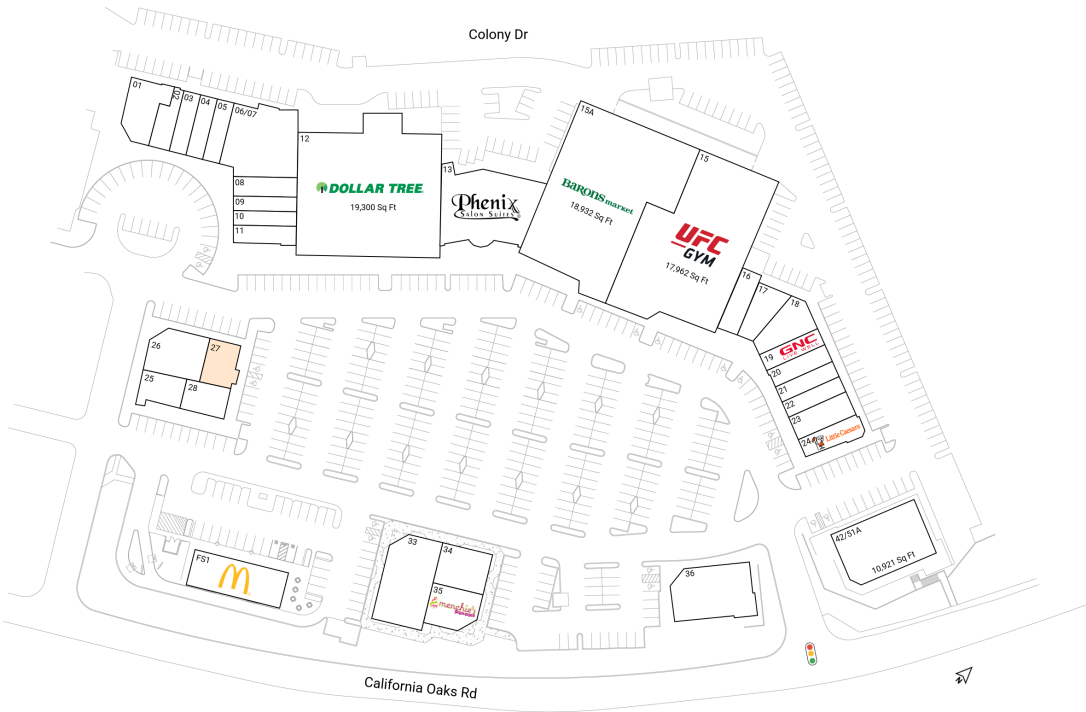 Colony Dr
01
02
03
04
05
06/07
12
DOLLAR TREE
19,300 Sq Ft
08
09
10
11
13
Phenix
SALON SUITES
15A
BARONS market
18,932 Sq Ft
15
UFC
GYM
17,962 Sq Ft
16
17
18
GNC
LIVE WELL
19
20
21
22
23
24
Little Caesars
26
27
25
28
FS1
33
34
35
menchie's
36
42/51A
10,921 Sq Ft
California Oaks Rd
N